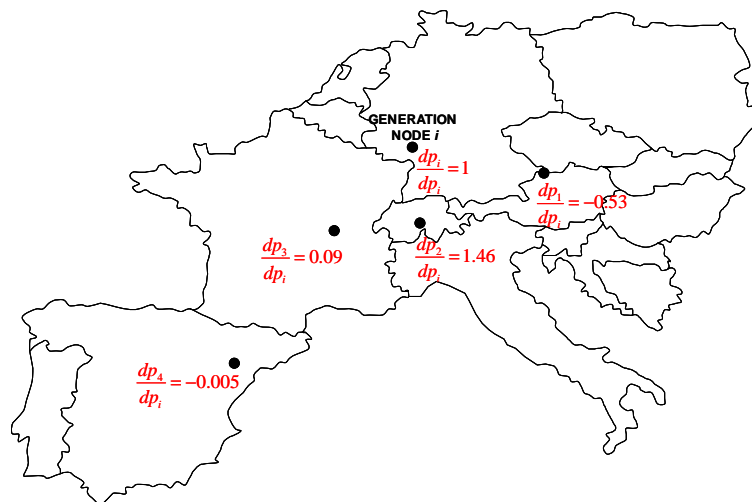 GENERATION
NODE i
dp_i/dp_i = 1
dp_1/dp_i = −0.53
dp_2/dp_i = 1.46
dp_3/dp_i = 0.09
dp_4/dp_i = −0.005